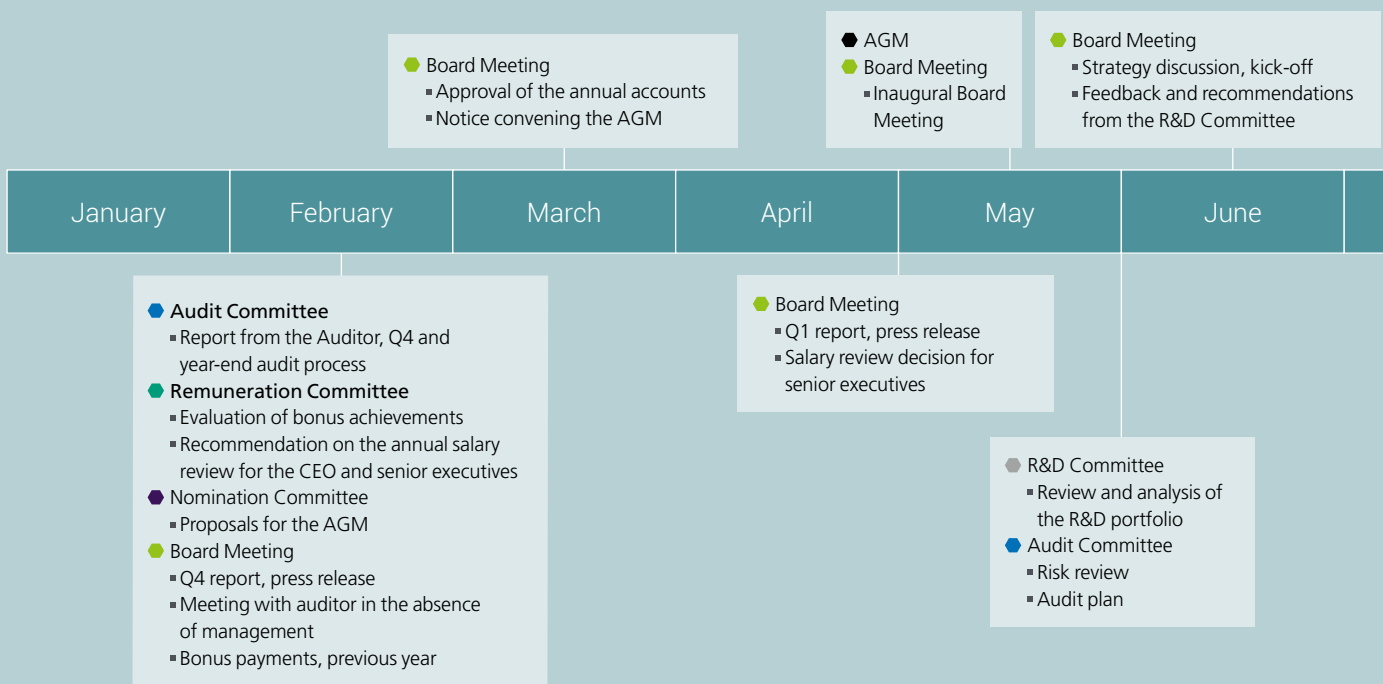 Board Meeting
▪ Approval of the annual accounts
▪ Notice convening the AGM
AGM
Board Meeting
▪ Inaugural Board
Meeting
Board Meeting
▪ Strategy discussion, kick-off
▪ Feedback and recommendations
from the R&D Committee
January
February
March
April
May
June
Audit Committee
▪ Report from the Auditor, Q4 and
year-end audit process
Remuneration Committee
▪ Evaluation of bonus achievements
▪ Recommendation on the annual salary
review for the CEO and senior executives
Nomination Committee
▪ Proposals for the AGM
Board Meeting
▪ Q4 report, press release
▪ Meeting with auditor in the absence
of management
▪ Bonus payments, previous year
Board Meeting
▪ Q1 report, press release
▪ Salary review decision for
senior executives
R&D Committee
▪ Review and analysis of
the R&D portfolio
Audit Committee
▪ Risk review
▪ Audit plan